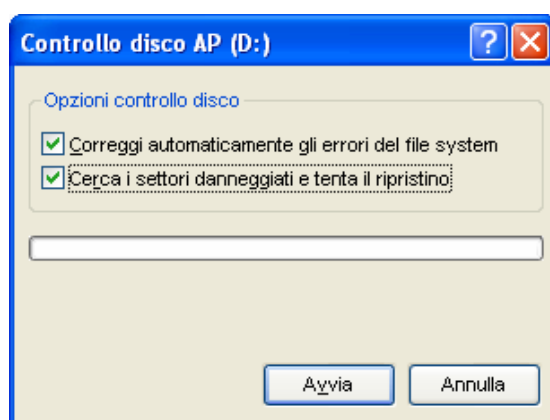 Controllo disco AP (D:)
Opzioni controllo disco
Correggi automaticamente gli errori del file system
Cerca i settori danneggiati e tenta il ripristino
Avvia
Annulla